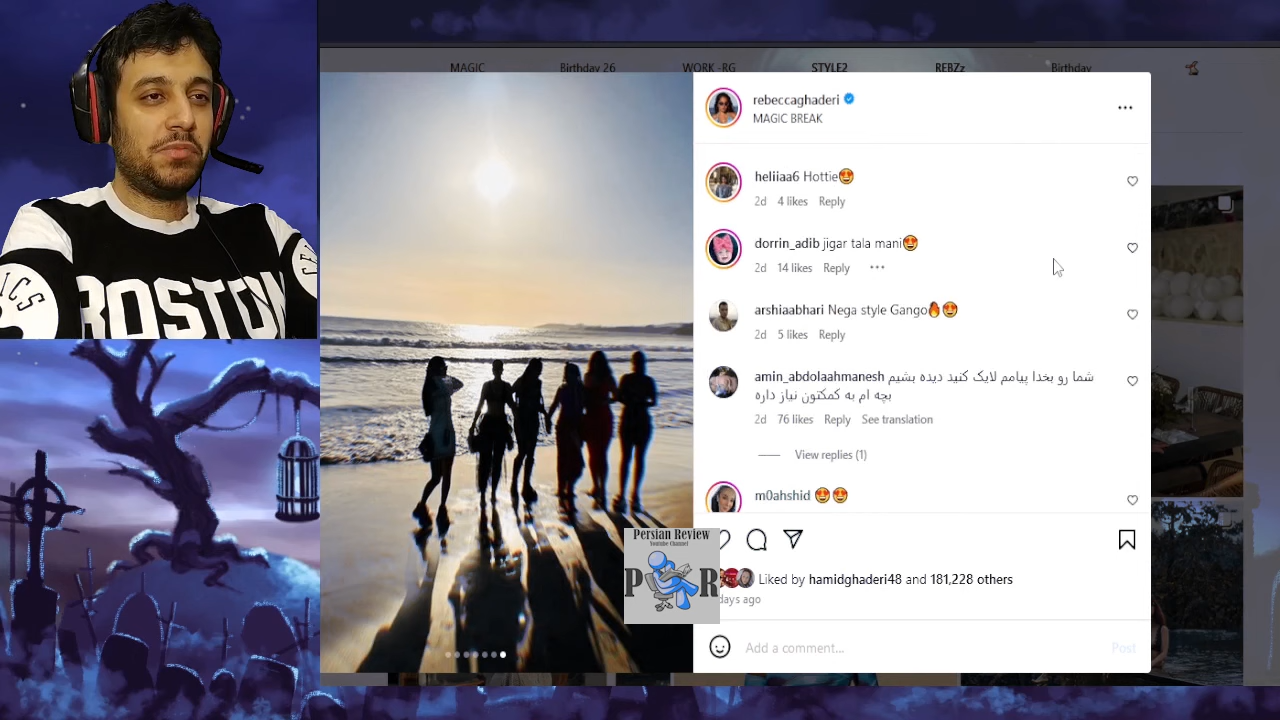 MAGIC
Birthday 26
WORK -RG
STYLE2
REBZz
Birthday
rebeccaghaderi
MAGIC BREAK
heliiaa6 Hottie😍
2d 4 likes Reply
dorrin_adib jigar tala mani😍
2d 14 likes Reply
arshiaabhari Nega style Gango🔥😍
2d 5 likes Reply
amin_abdolaahmanesh شما رو بخدا پیامم لایک کنید دیده بشیم
بچه ام به کمکتون نیاز داره
2d 76 likes Reply See translation
View replies (1)
m0ahshid 😍😍
Liked by hamidghaderi48 and 181,228 others
days ago
Add a comment...
Post
Persian Review
Youtube Channel
P R
BOSTON